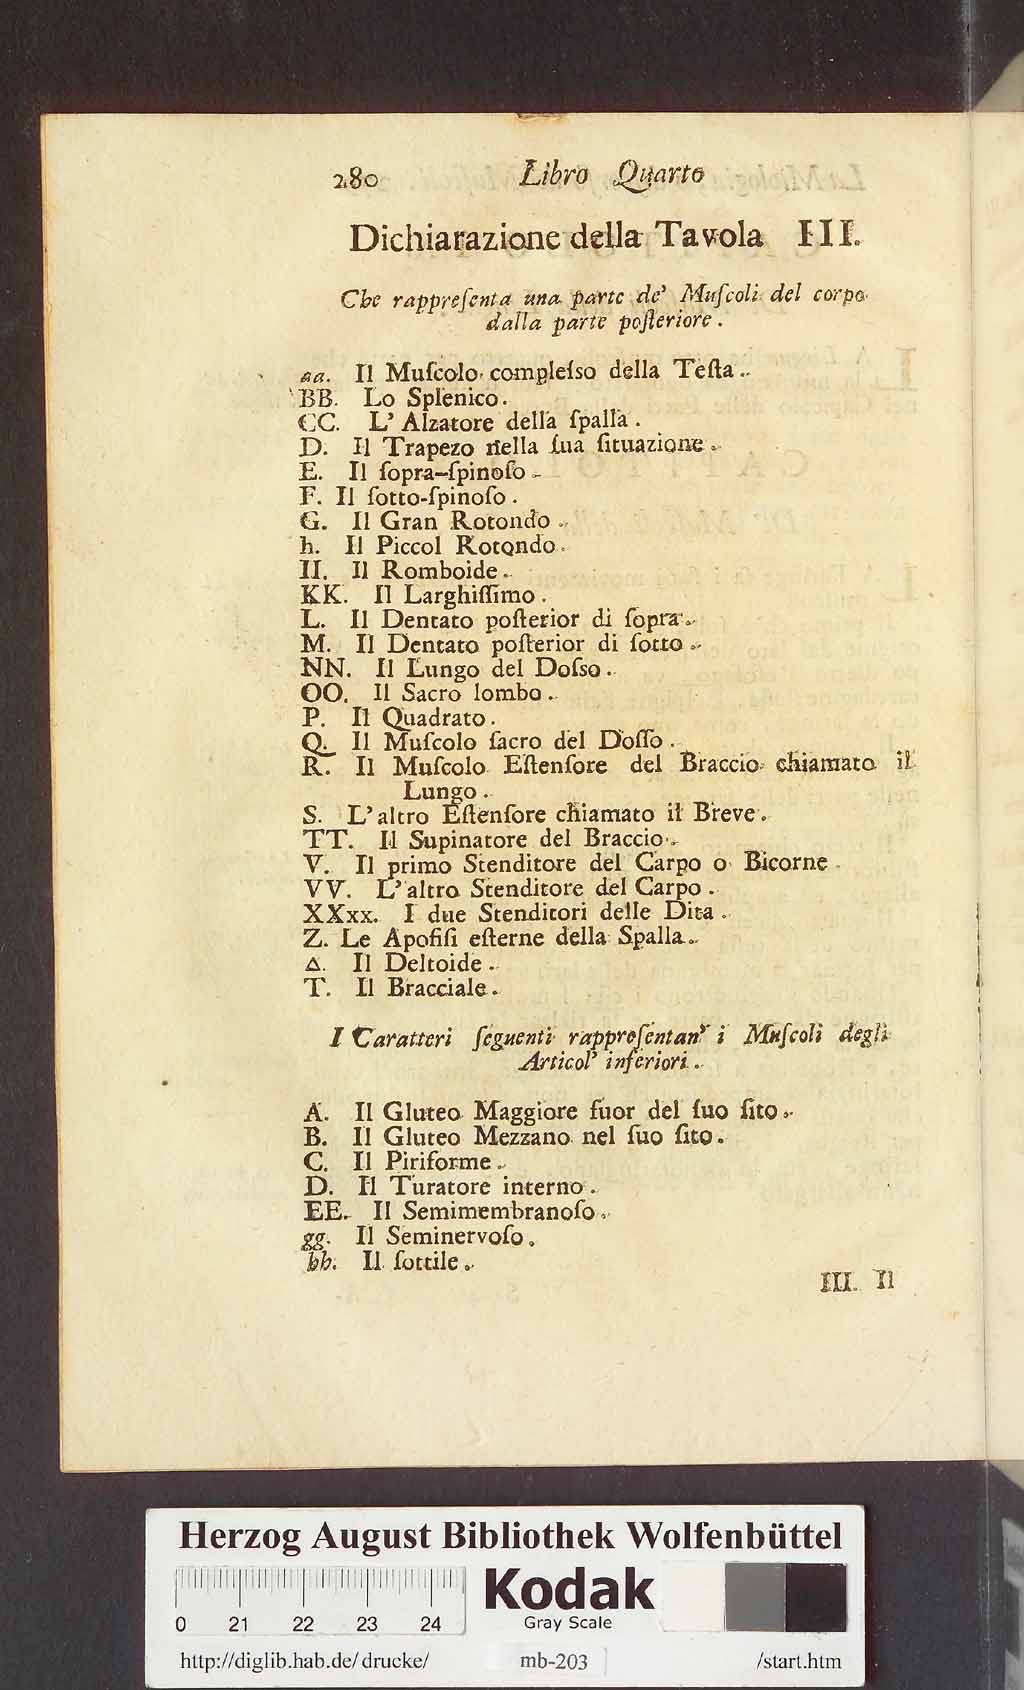 280 Libro Quarto
Dichiarazione della Tavola III.
Che rappreſenta una parte de' Muſcoli del corpo
dalla parte poſteriore.
aa. Il Muſcolo compleſso della Teſta.
BB. Lo Splenico.
CC. L' Alzatore della ſpalla.
D. Il Trapezo nella ſua ſituazione.
E. Il ſopra-ſpinoſo.
F. Il ſotto-ſpinoſo.
G. Il Gran Rotondo.
h. Il Piccol Rotondo.
II. Il Romboide.
KK. Il Larghiſſimo.
L. Il Dentato poſterior di ſopra.
M. Il Dentato poſterior di ſotto.
NN. Il Lungo del Doſso.
OO. Il Sacro lombo.
P. Il Quadrato.
Q. Il Muſcolo ſacro del Doſſo.
R. Il Muſcolo Eſtenſore del Braccio chiamato il
Lungo.
S. L'altro Eſtenſore chiamato il Breve.
TT. Il Supinatore del Braccio.
V. Il primo Stenditore del Carpo o Bicorne.
VV. L'altro Stenditore del Carpo.
XXxx. I due Stenditori delle Dita.
Z. Le Apofiſi eſterne della Spalla.
Δ. Il Deltoide.
T. Il Bracciale.
I Caratteri ſeguenti rappreſentan' i Muſcoli degli
Articol' inferiori.
A. Il Gluteo Maggiore fuor del ſuo ſito.
B. Il Gluteo Mezzano nel ſuo ſito.
C. Il Piriforme.
D. Il Turatore interno.
EE. Il Semimembranoſo.
gg. Il Seminervoſo.
hh. Il ſottile.
III. Il
Herzog August Bibliothek Wolfenbüttel
Kodak
Gray Scale
0 21 22 23 24
http://diglib.hab.de/drucke/ mb-203 /start.htm